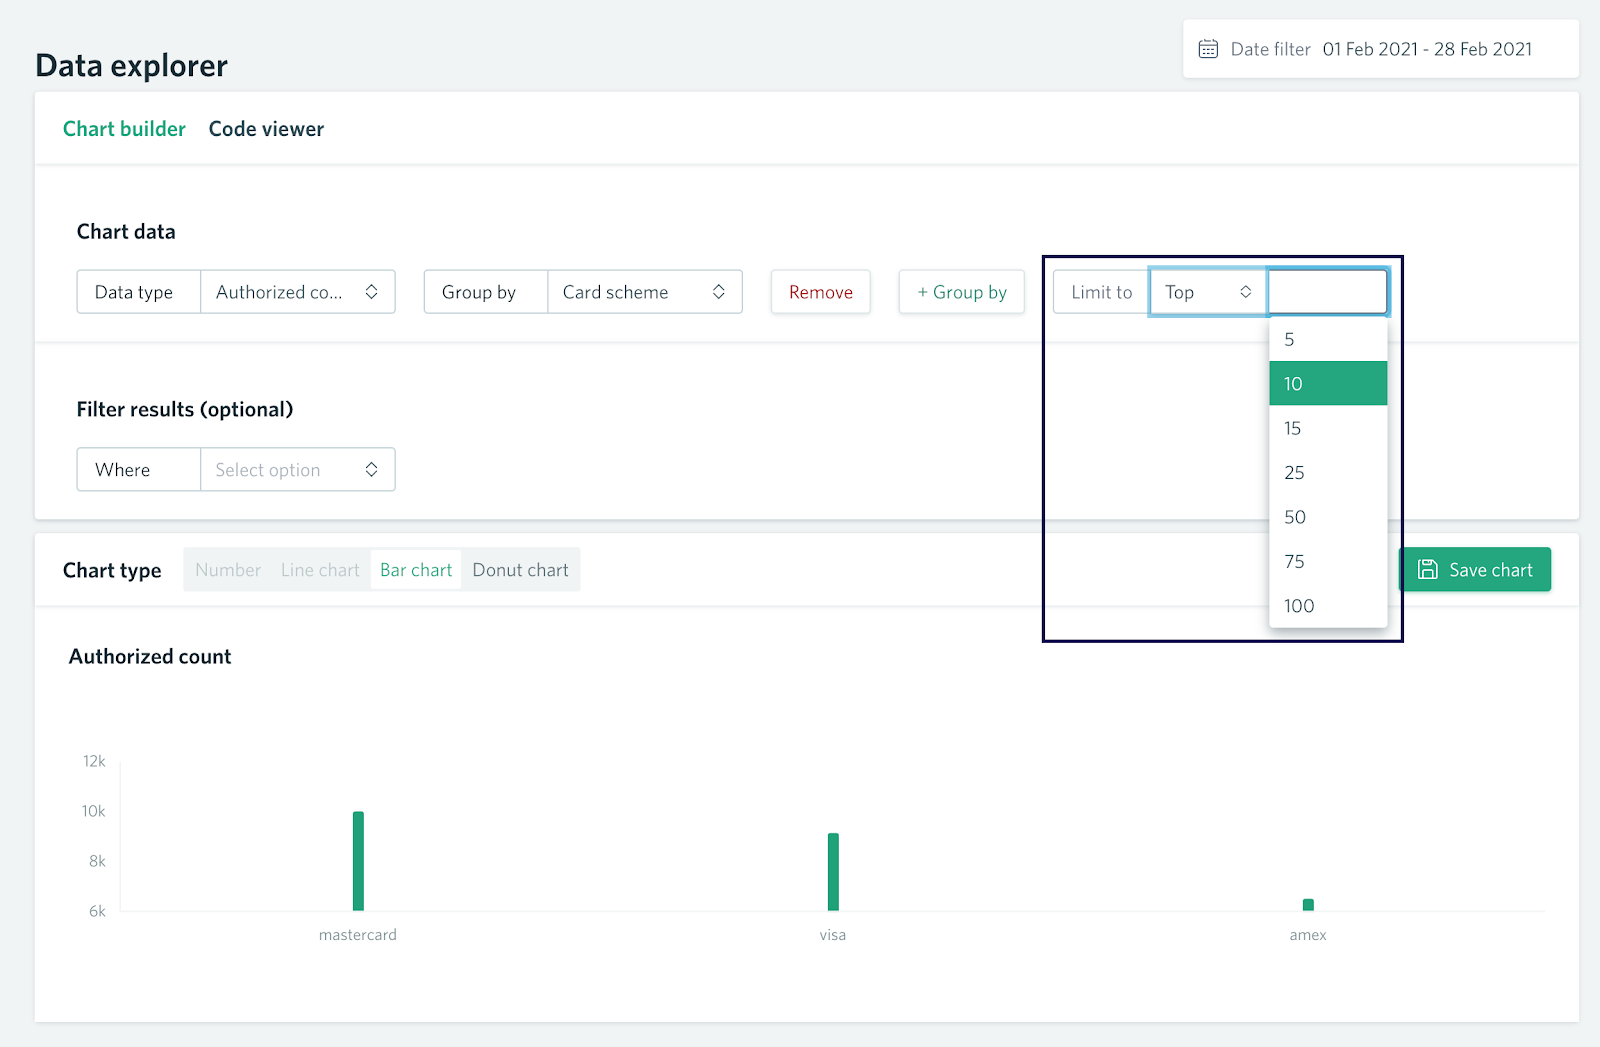 Data explorer
Date filter 01 Feb 2021 - 28 Feb 2021
Chart builder Code viewer
Chart data
Data type Authorized co... Group by Card scheme Remove + Group by Limit to Top
5
10
15
25
50
75
100
Filter results (optional)
Where Select option
Chart type Number Line chart Bar chart Donut chart Save chart
Authorized count
12k
10k
8k
6k
mastercard visa amex